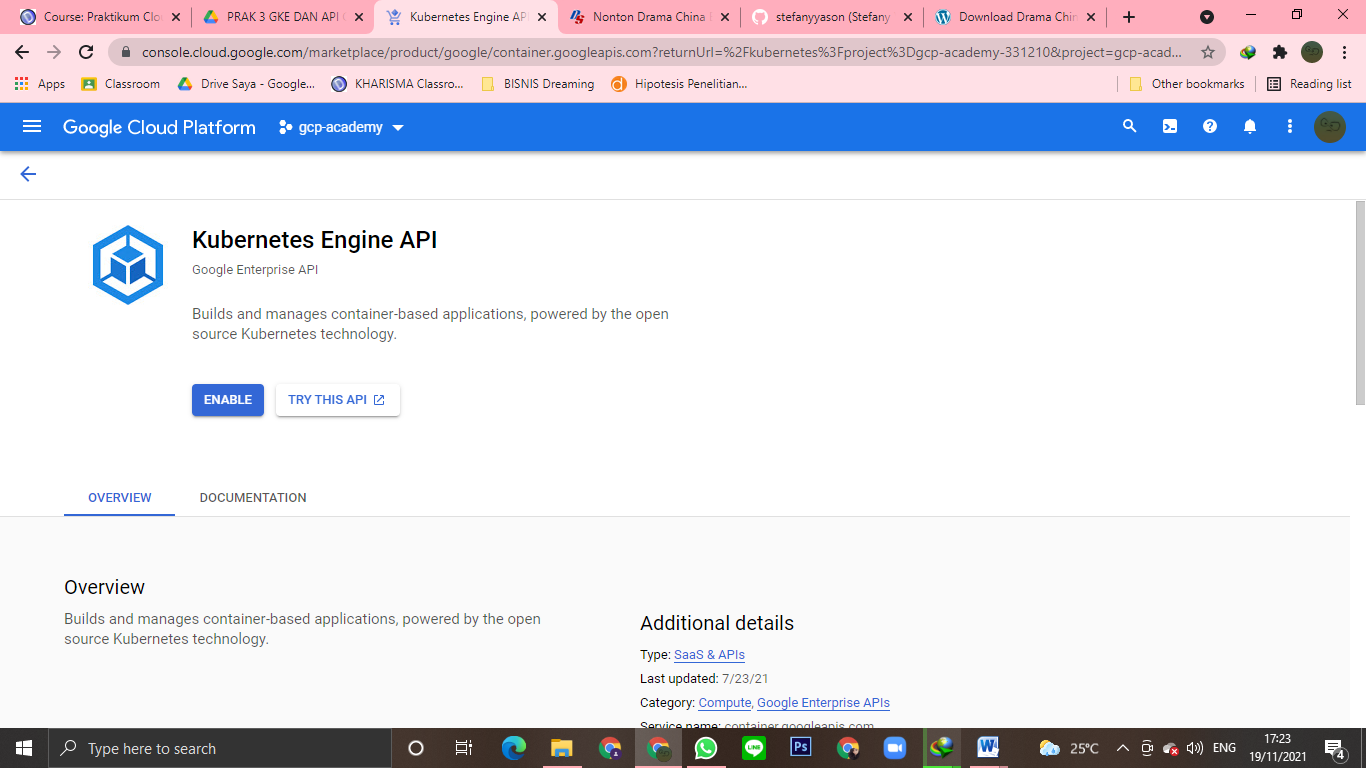 Course: Praktikum Clo
PRAK 3 GKE DAN API
Kubernetes Engine API
Nonton Drama China
stefanyyason (Stefany
Download Drama Chin
console.cloud.google.com/marketplace/product/google/container.googleapis.com?returnUrl=%2Fkubernetes%3Fproject%3Dgcp-academy-331210&project=gcp-acad...
Apps
Classroom
Drive Saya - Google...
KHARISMA Classro...
BISNIS Dreaming
Hipotesis Penelitian...
Other bookmarks
Reading list
Google Cloud Platform
gcp-academy
Kubernetes Engine API
Google Enterprise API
Builds and manages container-based applications, powered by the open
source Kubernetes technology.
ENABLE
TRY THIS API
OVERVIEW
DOCUMENTATION
Overview
Builds and manages container-based applications, powered by the open
source Kubernetes technology.
Additional details
Type: SaaS & APIs
Last updated: 7/23/21
Category: Compute, Google Enterprise APIs
Service name: container.googleapis.com
Type here to search
25°C
ENG
17:23
19/11/2021
4